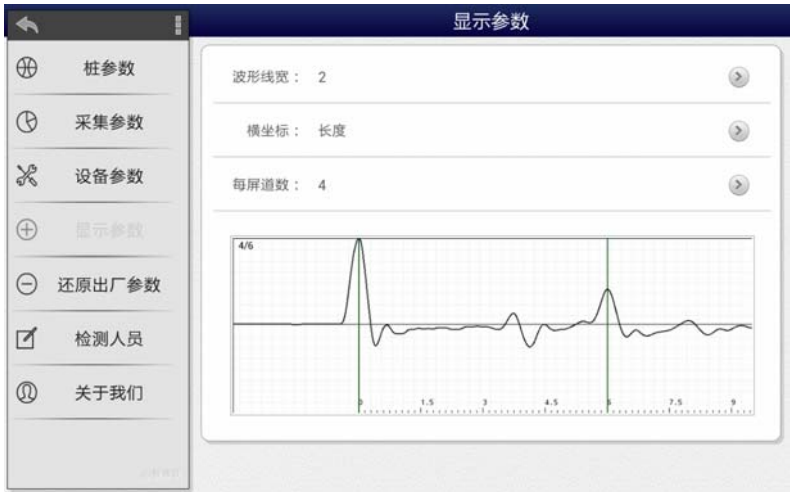 显示参数
桩参数
采集参数
设备参数
显示参数
还原出厂参数
检测人员
关于我们
波形线宽： 2
横坐标： 长度
每屏道数： 4
4/6
0 1.5 3 4.5 6 7.5 9